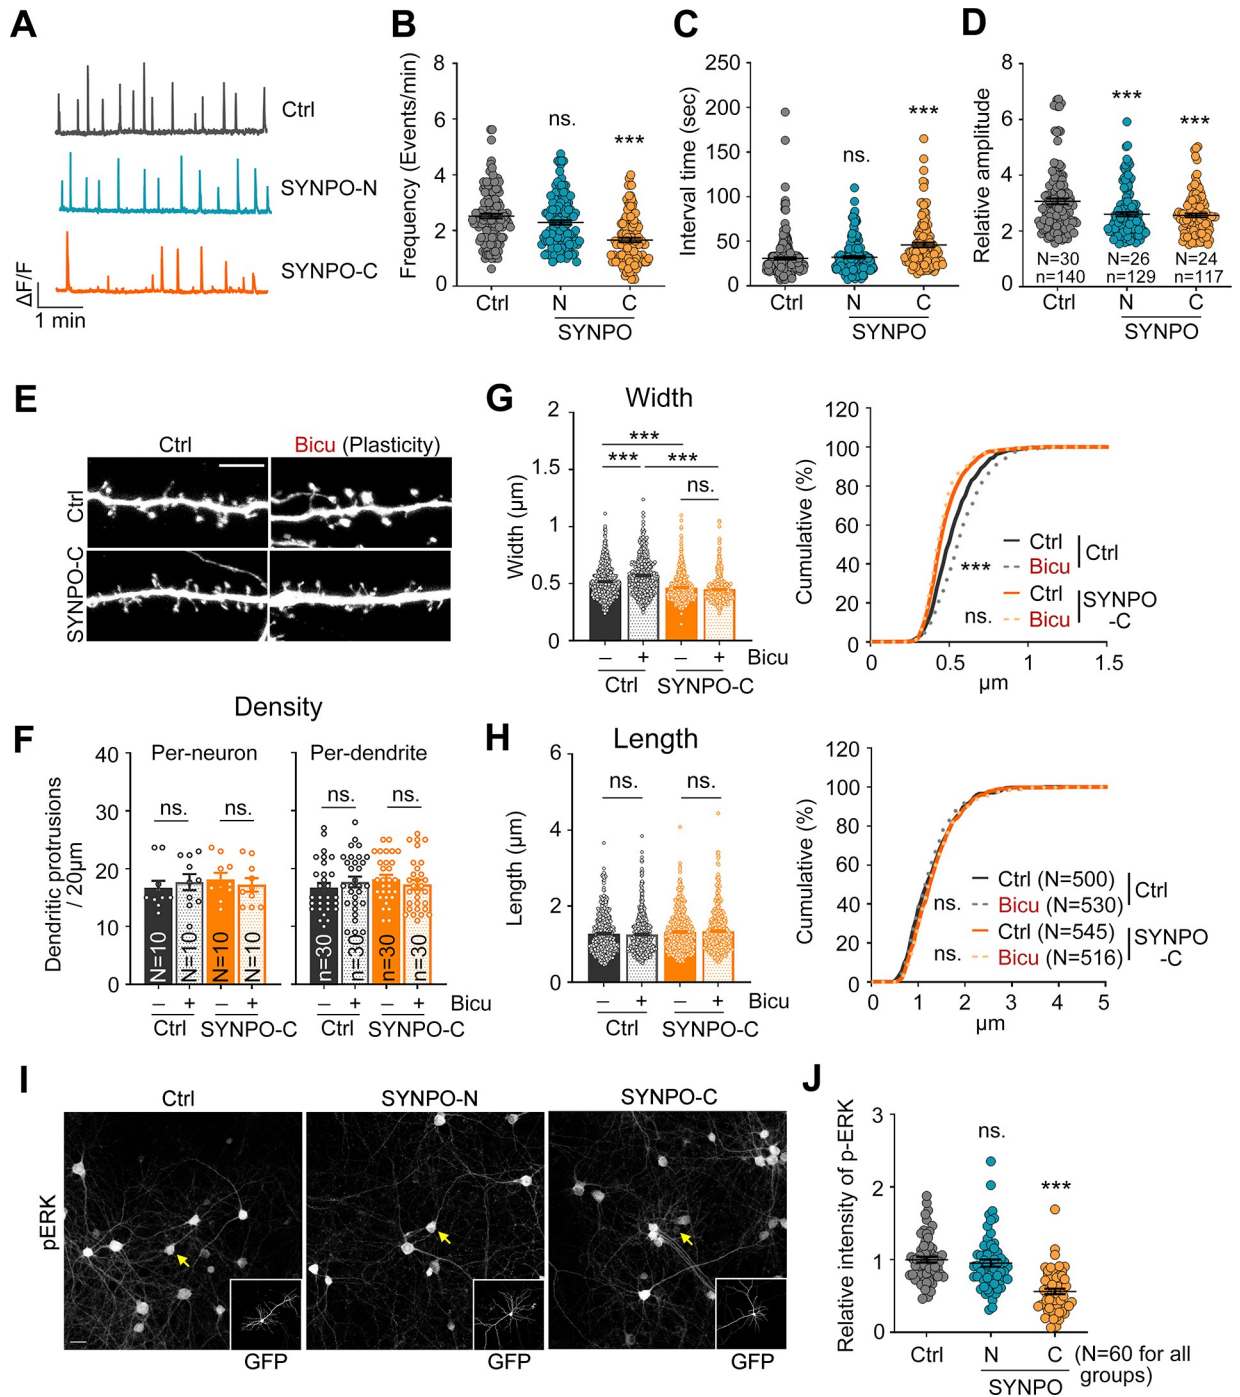 A
Ctrl
SYNPO-N
SYNPO-C
ΔF/F
1 min
B
Frequency (Events/min)
8
6
4
2
0
ns.
***
Ctrl
N
C
SYNPO
C
Interval time (sec)
250
200
150
100
50
0
ns.
***
Ctrl
N
C
SYNPO
D
Relative amplitude
8
6
4
2
0
***
***
N=30
n=140
N=26
n=129
N=24
n=117
Ctrl
N
C
SYNPO
E
Ctrl
Bicu (Plasticity)
Ctrl
SYNPO-C
G
Width
Width (μm)
2
1.5
1
0.5
0
***
***
***
ns.
– + – + Bicu
Ctrl SYNPO-C
Cumulative (%)
120
100
80
60
40
20
0
***
ns.
Ctrl
Bicu
Ctrl
Ctrl
Bicu
SYNPO
-C
0 0.5 1 1.5
μm
F
Density
Per-neuron
Per-dendrite
Dendritic protrusions
/ 20μm
40
30
20
10
0
ns.
ns.
ns.
ns.
N=10
N=10
N=10
N=10
n=30
n=30
n=30
n=30
– + – + – + – + Bicu
Ctrl SYNPO-C Ctrl SYNPO-C
H
Length
Length (μm)
6
4
2
0
ns.
ns.
– + – + Bicu
Ctrl SYNPO-C
Cumulative (%)
120
100
80
60
40
20
0
ns.
ns.
Ctrl (N=500)
Bicu (N=530)
Ctrl
Ctrl (N=545)
Bicu (N=516)
SYNPO
-C
0 1 2 3 4 5
μm
I
Ctrl
SYNPO-N
SYNPO-C
pERK
GFP
GFP
GFP
J
Relative intensity of p-ERK
3
2
1
0
ns.
***
Ctrl
N
C
SYNPO
(N=60 for all
groups)